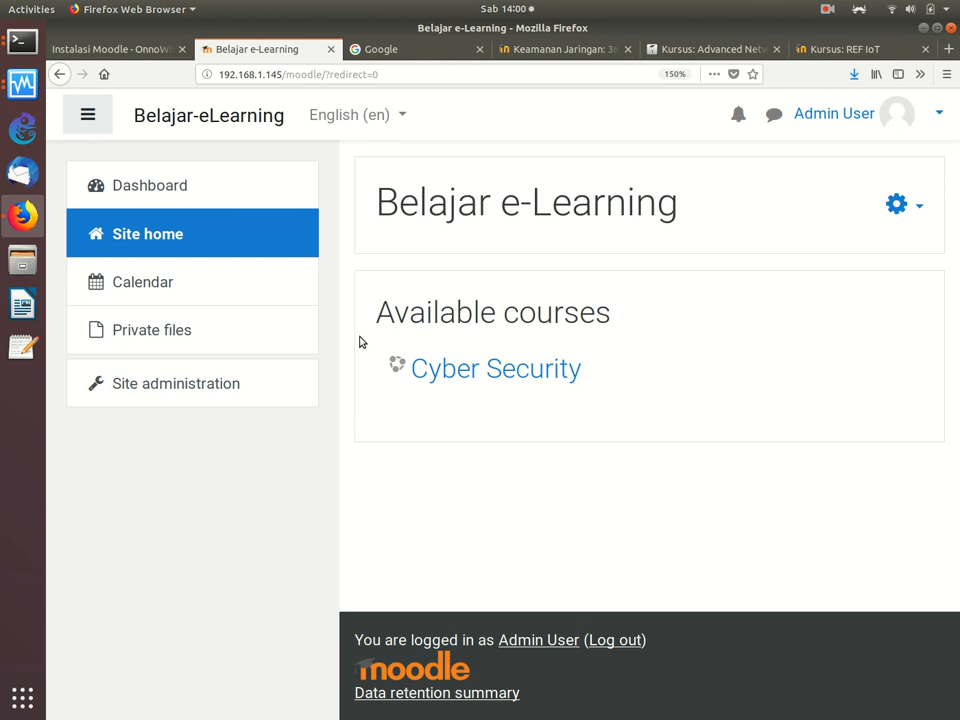 Activities Firefox Web Browser Sab 14:00
Belajar e-Learning - Mozilla Firefox
Instalasi Moodle - OnnoW Belajar e-Learning Google Keamanan Jaringan: Kursus: Advanced Net Kursus: REF IoT
192.168.1.145/moodle/?redirect=0 150%
Belajar-eLearning English (en) Admin User
Dashboard
Site home
Calendar
Private files
Site administration
Belajar e-Learning
Available courses
Cyber Security
You are logged in as Admin User (Log out)
moodle
Data retention summary